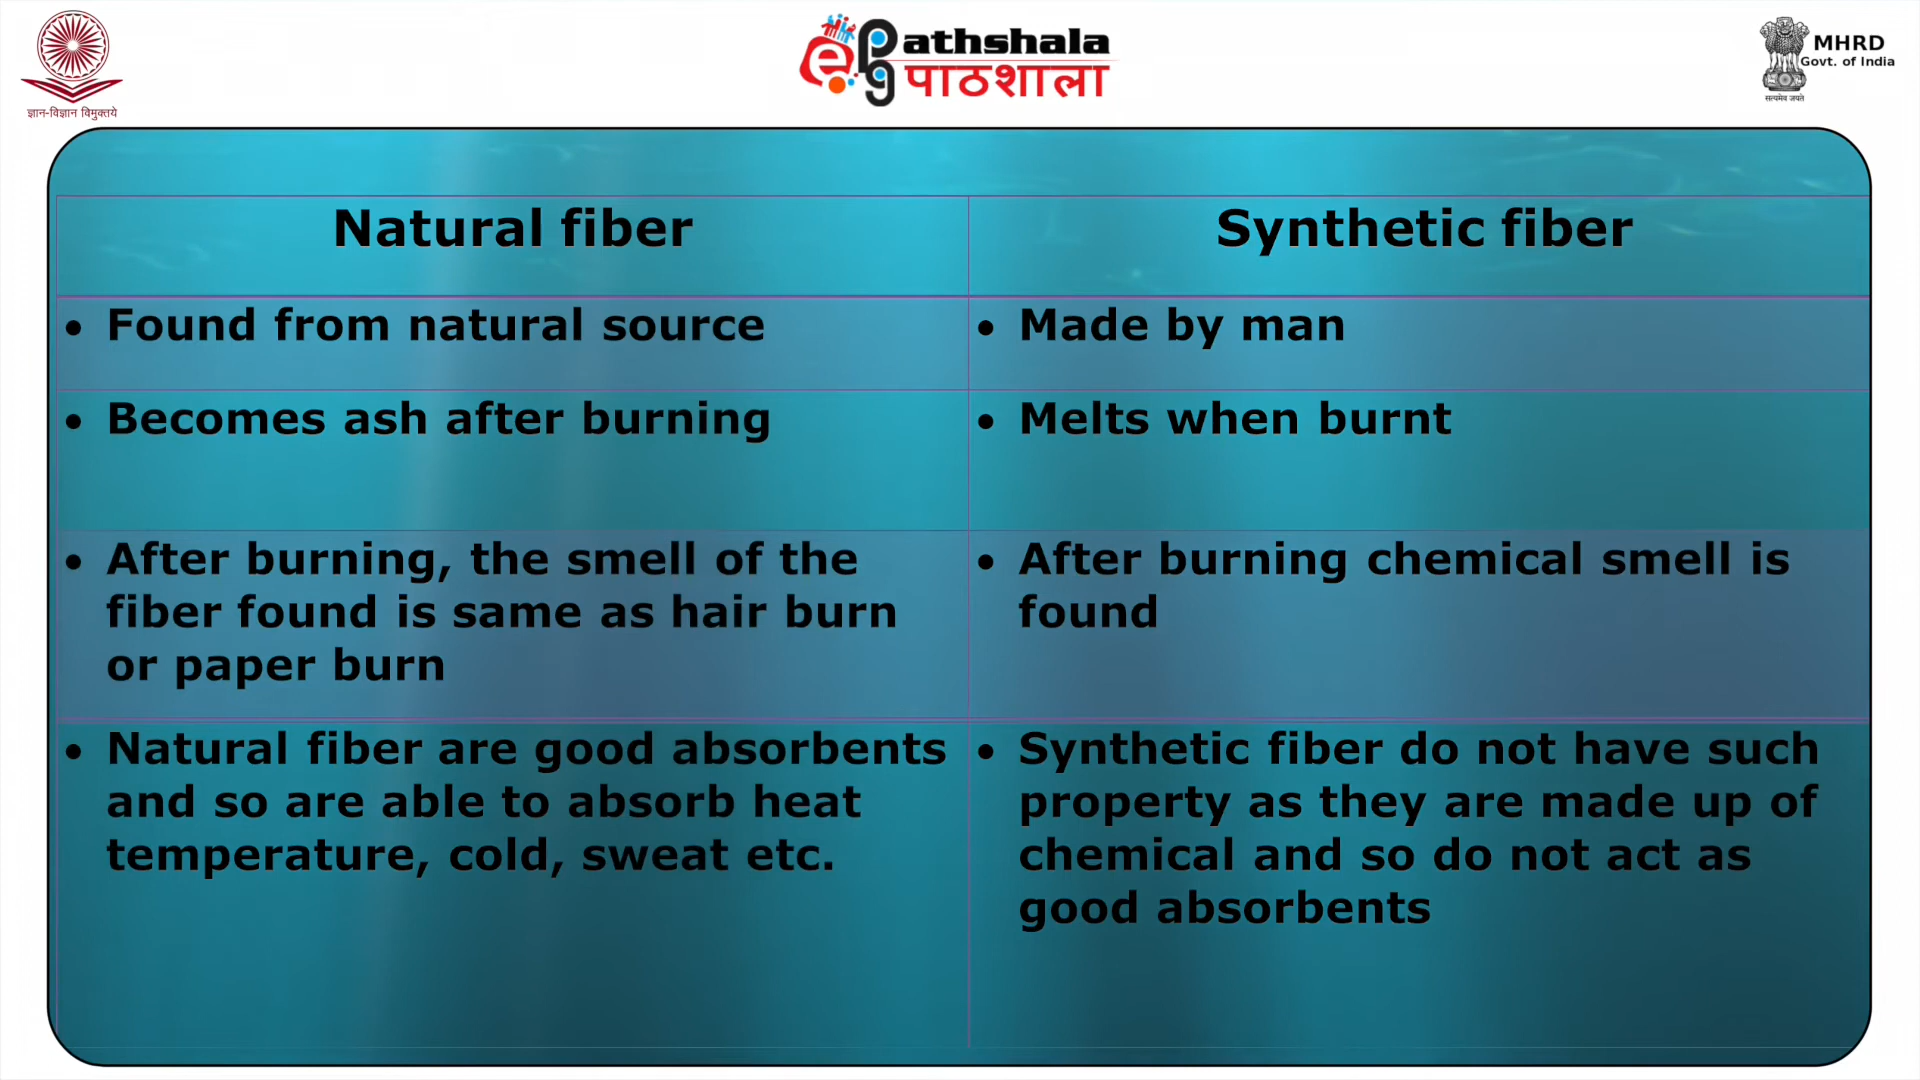 ज्ञान-विज्ञान विमुक्तये
e
pg
athshala
पाठशाला
MHRD
Govt. of India
सत्यमेव जयते
Natural fiber
Synthetic fiber
• Found from natural source
• Made by man
• Becomes ash after burning
• Melts when burnt
• After burning, the smell of the
fiber found is same as hair burn
or paper burn
• After burning chemical smell is
found
• Natural fiber are good absorbents
and so are able to absorb heat
temperature, cold, sweat etc.
• Synthetic fiber do not have such
property as they are made up of
chemical and so do not act as
good absorbents